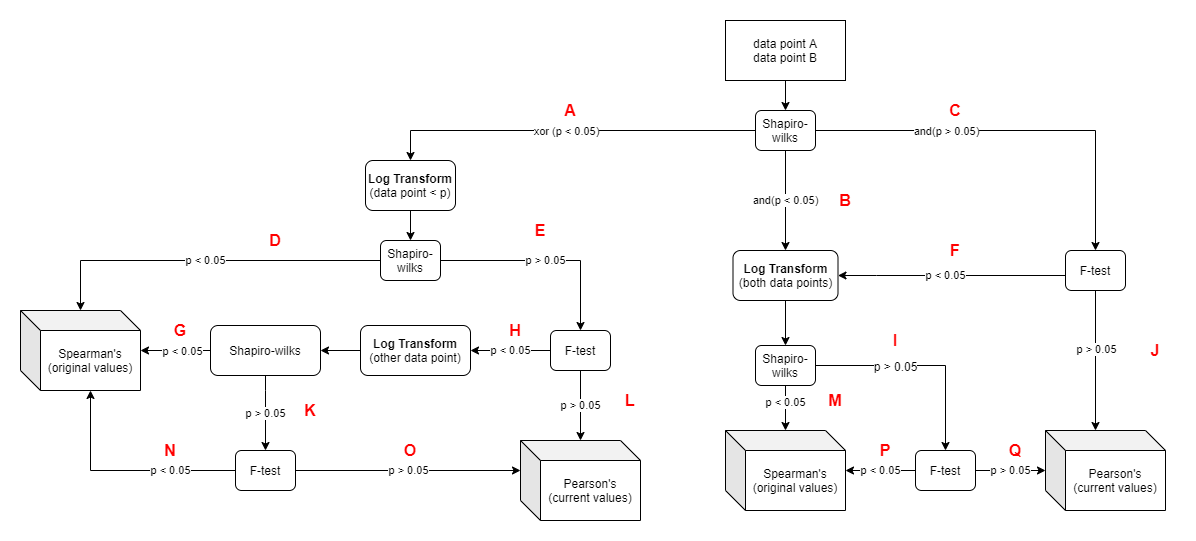 data point A
data point B
A
C
Shapiro-
wilks
xor (p < 0.05)
and(p > 0.05)
Log Transform
(data point < p)
and(p < 0.05)
B
D
E
Shapiro-
wilks
p < 0.05
p > 0.05
F
Log Transform
(both data points)
p < 0.05
F-test
G
H
Spearman's
(original values)
p < 0.05
Shapiro-wilks
Log Transform
(other data point)
p < 0.05
F-test
I
p > 0.05
J
Shapiro-
wilks
p > 0.05
p > 0.05
K
p > 0.05
L
p < 0.05
M
N
O
p < 0.05
F-test
p > 0.05
Pearson's
(current values)
P
Q
Spearman's
(original values)
p < 0.05
F-test
p > 0.05
Pearson's
(current values)